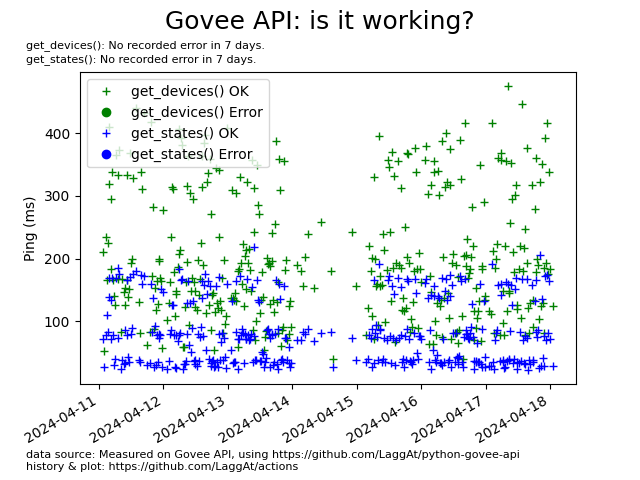 Govee API: is it working?
get_devices(): No recorded error in 7 days.
get_states(): No recorded error in 7 days.
get_devices() OK
get_devices() Error
get_states() OK
get_states() Error
Ping (ms)
400
300
200
100
2024-04-11
2024-04-12
2024-04-13
2024-04-14
2024-04-15
2024-04-16
2024-04-17
2024-04-18
data source: Measured on Govee API, using https://github.com/LaggAt/python-govee-api
history & plot: https://github.com/LaggAt/actions